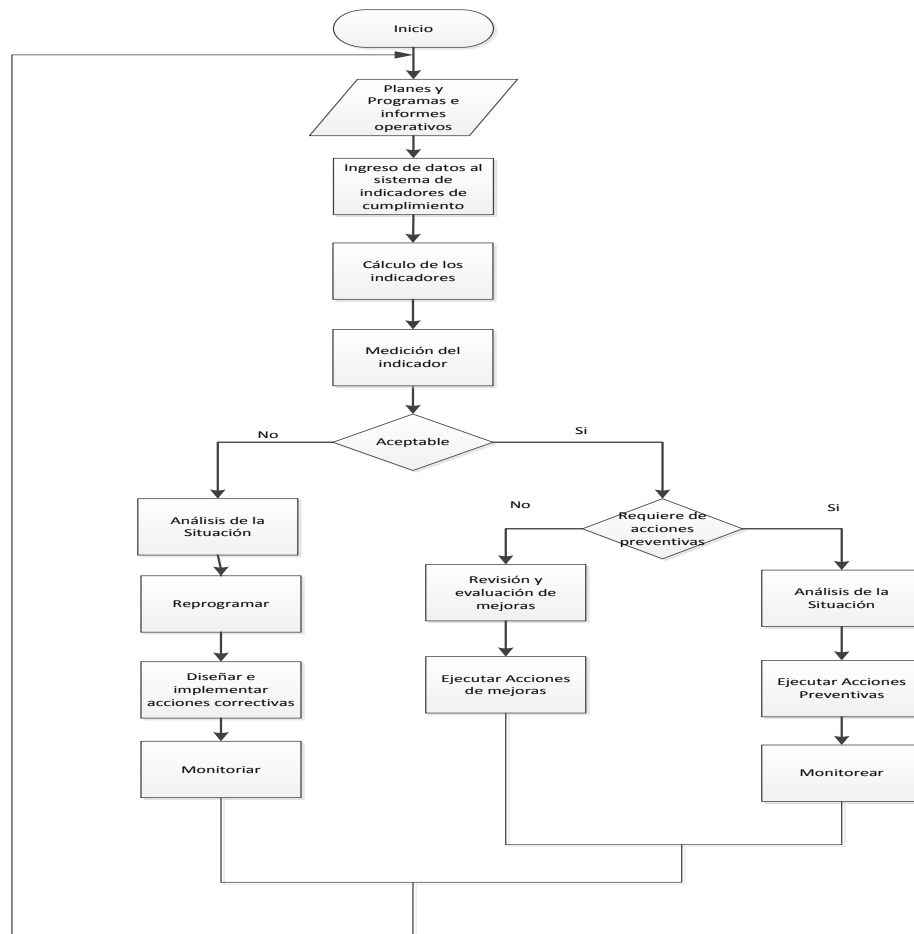 Inicio
Planes y
Programas e
informes
operativos
Ingreso de datos al
sistema de
indicadores de
cumplimiento
Cálculo de los
indicadores
Medición del
indicador
Aceptable
No
Si
Análisis de la
Situación
Reprogramar
Diseñar e
implementar
acciones correctivas
Monitoriar
Requiere de
acciones
preventivas
No
Si
Revisión y
evaluación de
mejoras
Ejecutar Acciones
de mejoras
Análisis de la
Situación
Ejecutar Acciones
Preventivas
Monitorear